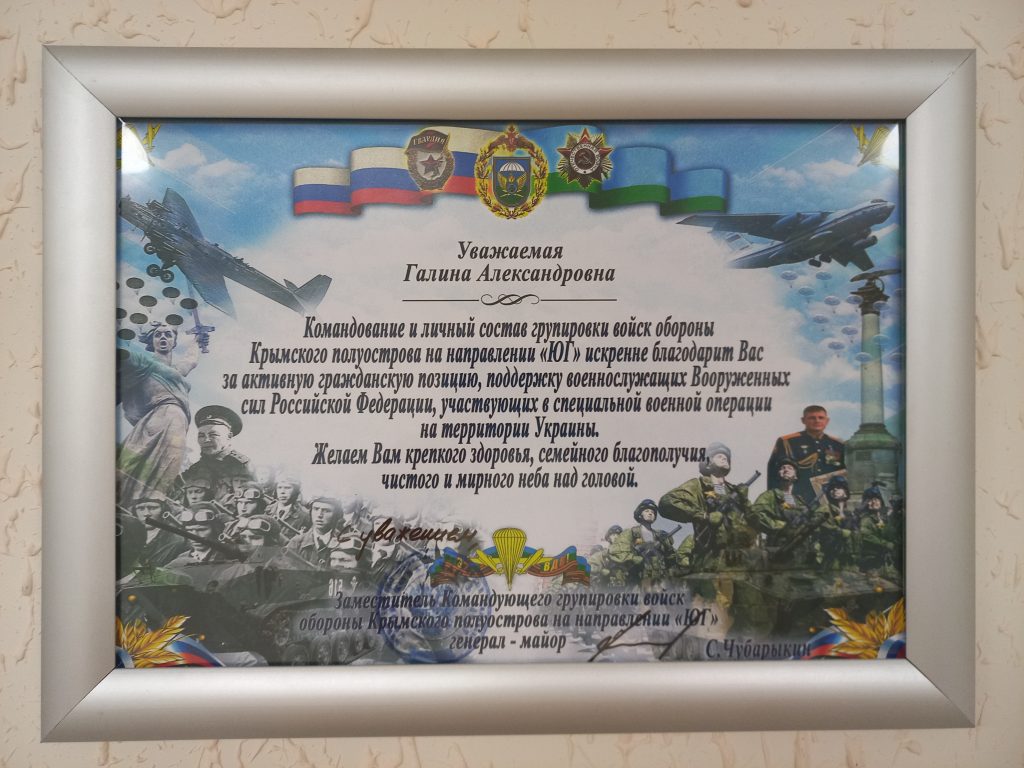 ГВАРДИЯ
Уважаемая
Галина Александровна
Командование и личный состав групировки войск обороны
Крымского полуострова на направлении «ЮГ» искренне благодарит Вас
за активную гражданскую позицию, поддержку военнослужащих Вооруженных
сил Российской Федерации, участвующих в специальной военной операции
на территории Украины.
Желаем Вам крепкого здоровья, семейного благополучия,
чистого и мирного неба над головой.
С уважением
Заместитель Командующего групировки войск
обороны Крымского полуострова на направлении «ЮГ»
генерал - майор
С.Чубарыкин